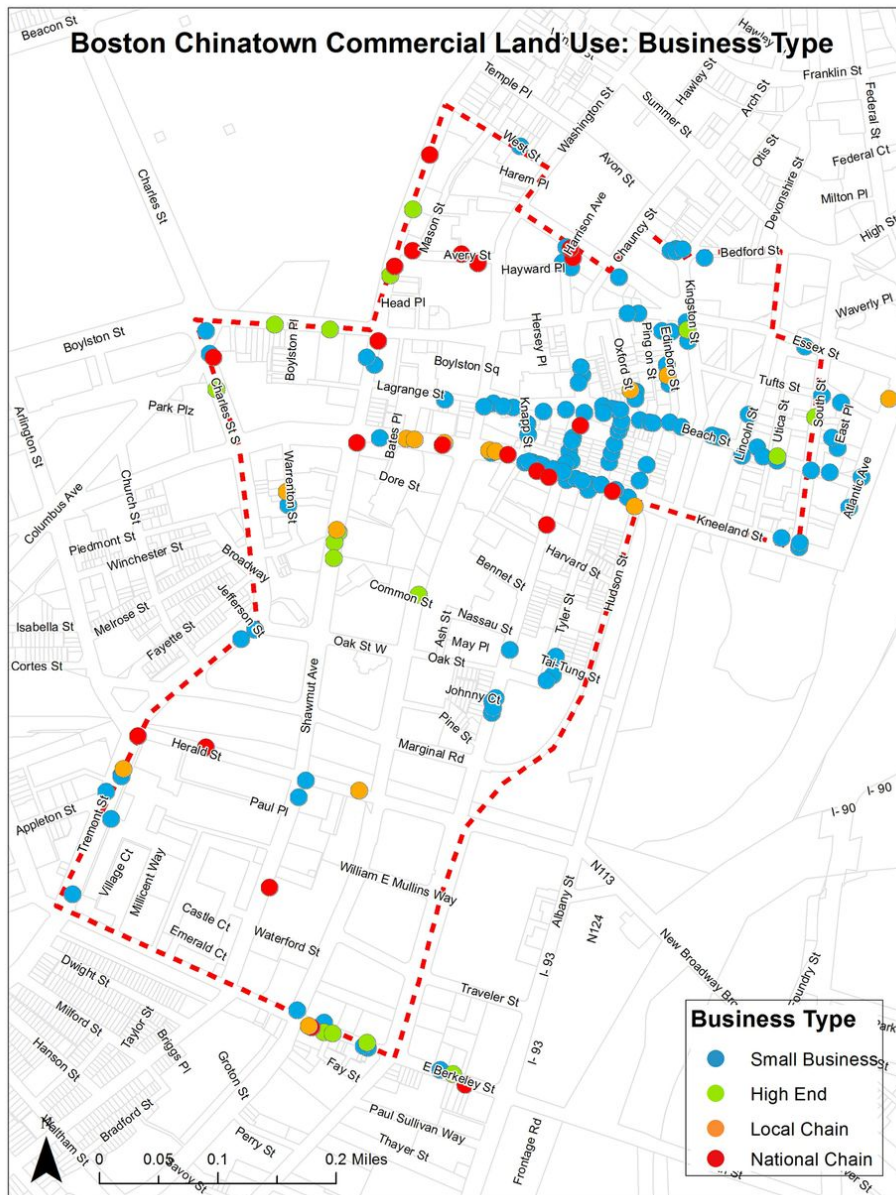 Boston Chinatown Commercial Land Use: Business Type
Beacon St
Hawley St
Franklin St
Temple Pl
Hawley St
Arch St
Federal St
Washington St
Summer St
West St
Otis St
Federal Ct
Charles St
Harem Pl
Avon St
Devonshire St
Milton Pl
High St
Mason St
Harrison Ave
Chauncy St
Avery St
Hayward Pl
Bedford St
Head Pl
Kingston St
Waverly Pl
Boylston St
Boylston Pl
Hersey Pl
Ping on St
Edinboro St
Essex St
Boylston Sq
Oxford St
Tufts St
South St
Lagrange St
Park Plz
Charles St S
Utica St
East Pl
Arlington St
Bates Pl
Knapp St
Beach St
Lincoln St
Dore St
Warrenton St
Atlantic Ave
Columbus Ave
Church St
Kneeland St
Piedmont St
Winchester St
Broadway
Harvard St
Hudson St
Bennet St
Common St
Melrose St
Jefferson St
Tyler St
Isabella St
Fayette St
Ash St
Nassau St
May Pl
Oak St W
Oak St
Cortes St
Tai-Tung St
Shawmut Ave
Johnny Ct
Pine St
Herald St
Marginal Rd
I- 90
I- 90
Appleton St
Tremont St
Paul Pl
Village Ct
Millicent Way
William E Mullins Way
N113
Albany St
Castle Ct
N124
Emerald Ct
Waterford St
I- 93
New Broadway Br
Foundry St
Dwight St
Traveler St
Milford St
Taylor St
Briggs Pl
Hanson St
Groton St
Fay St
E Berkeley St
I- 93
Bradford St
Paul Sullivan Way
Waltham St
Perry St
Thayer St
Frontage Rd
Savoy St
Business Type
Small Business
High End
Local Chain
National Chain
0 0.05 0.1 0.2 Miles